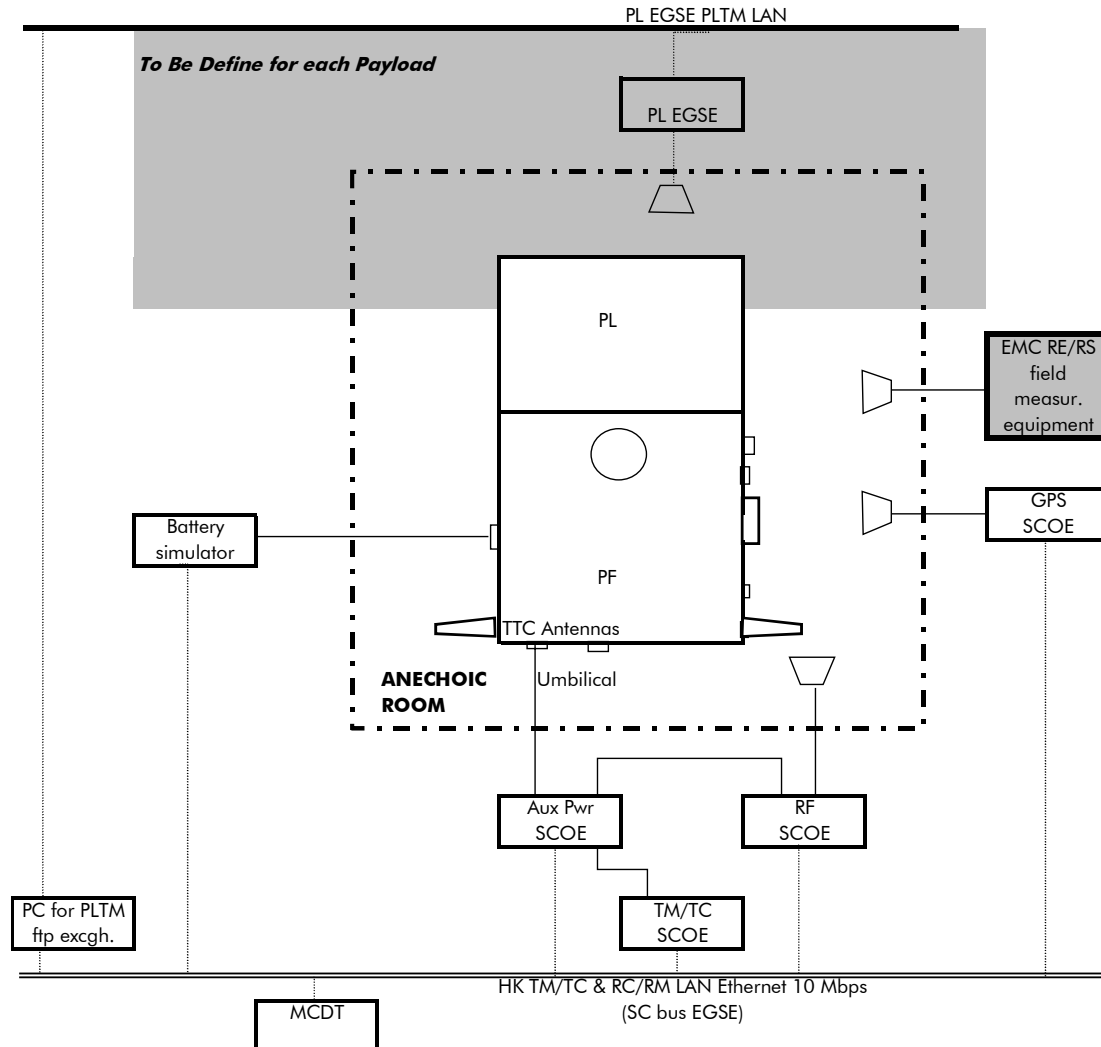 PL EGSE PLTM LAN
To Be Define for each Payload
PL EGSE
PL
EMC RE/RS
field
measur.
equipment
GPS
SCOE
Battery
simulator
PF
TTC Antennas
ANECHOIC
ROOM
Umbilical
Aux Pwr
SCOE
RF
SCOE
PC for PLTM
ftp excgh.
TM/TC
SCOE
HK TM/TC & RC/RM LAN Ethernet 10 Mbps
(SC bus EGSE)
MCDT